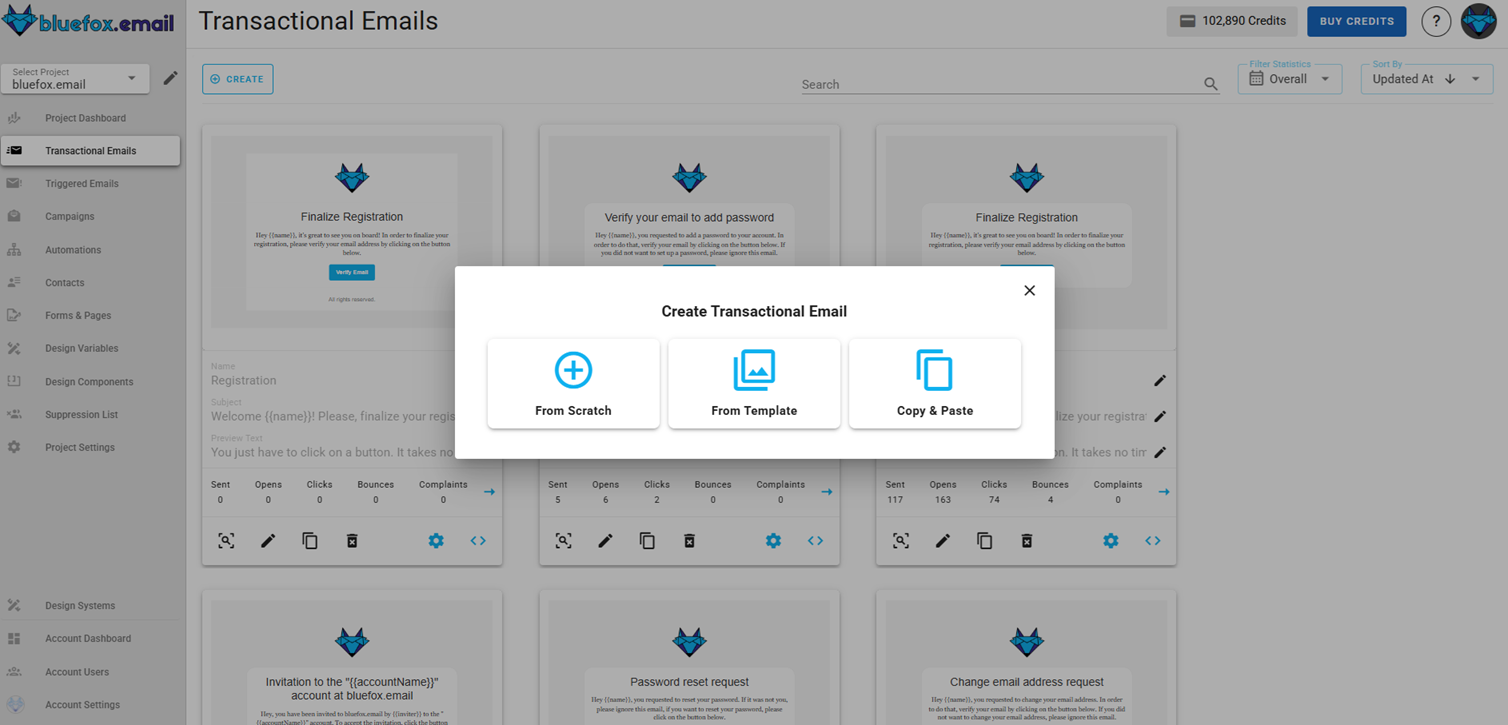 bluefox.email
Transactional Emails
102,890 Credits
BUY CREDITS
?
Select Project
bluefox.email
CREATE
Search
Filter Statistics
Overall
Sort By
Updated At
Project Dashboard
Transactional Emails
Triggered Emails
Campaigns
Automations
Contacts
Forms & Pages
Design Variables
Design Components
Suppression List
Project Settings
Design Systems
Account Dashboard
Account Users
Account Settings
Finalize Registration
Hey {{name}}, it's great to see you on board! In order to finalize your
registration, please verify your email address by clicking on the button
below.
Verify Email
All rights reserved.
Verify your email to add password
Hey {{name}}, you requested to add a password to your account. In
order to do that, verify your email by clicking on the button below. If
you did not want to set up a password, please ignore this email.
Finalize Registration
Hey {{name}}, it's great to see you on board! In order to finalize your
registration, please verify your email address by clicking on the button
below.
Create Transactional Email
From Scratch
From Template
Copy & Paste
Name
Registration
Subject
Welcome {{name}}! Please, finalize your regis
lize your registra
Preview Text
You just have to click on a button. It takes no
n. It takes no tim
Sent Opens Clicks Bounces Complaints
0 0 0 0 0
Sent Opens Clicks Bounces Complaints
5 6 2 0 0
Sent Opens Clicks Bounces Complaints
117 163 74 4 0
Invitation to the "{{accountName}}"
account at bluefox.email
Hey, you have been invited to bluefox.email by {{inviter}} to the "
{{accountName}}" account. To accept the invitation, click the button
Password reset request
Hey {{name}}, you requested to reset your password. If it was not you,
please ignore this email, if you want to reset your password, please
click on the button below.
Change email address request
Hey {{name}}, you requested to change your email address. In order
to do that, verify your email by clicking on the button below. If you did
not want to change your email address, please ignore this email.